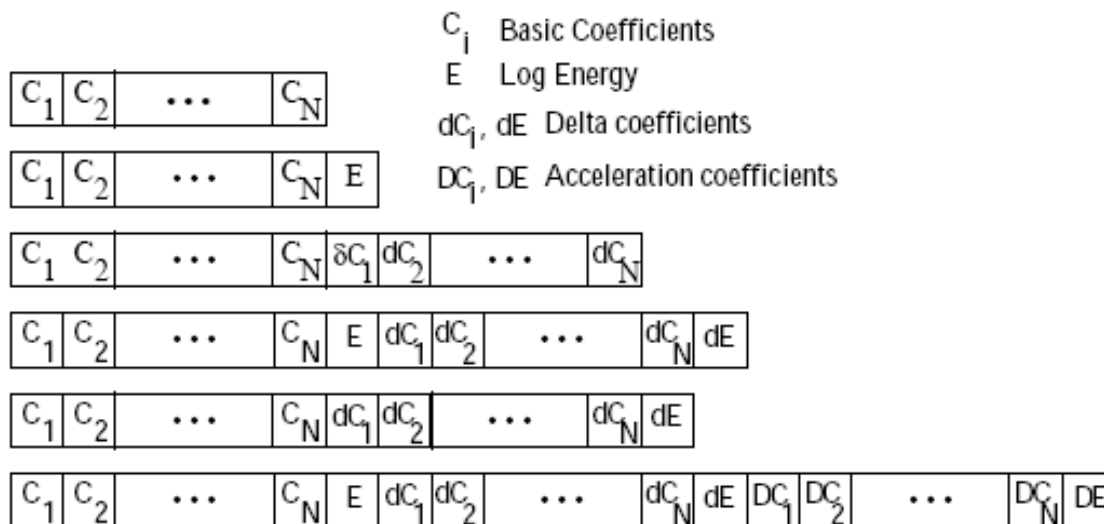 C_i Basic Coefficients
E Log Energy
dC_i, dE Delta coefficients
DC_i, DE Acceleration coefficients
C_1 C_2 ••• C_N
C_1 C_2 ••• C_N E
C_1 C_2 ••• C_N δC_1 dC_2 ••• dC_N
C_1 C_2 ••• C_N E dC_1 dC_2 ••• dC_N dE
C_1 C_2 ••• C_N dC_1 dC_2 ••• dC_N dE
C_1 C_2 ••• C_N E dC_1 dC_2 ••• dC_N dE DC_1 DC_2 ••• DC_N DE